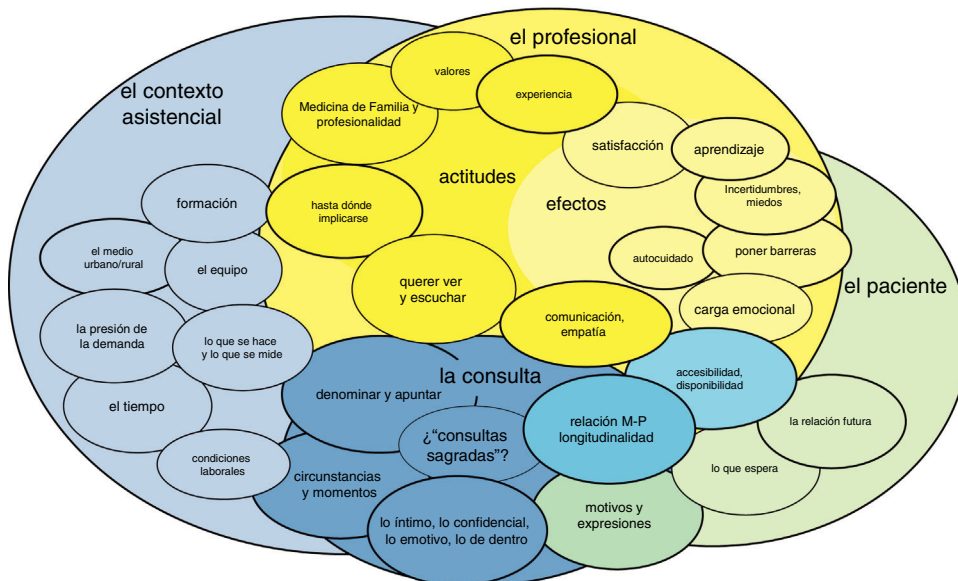 el profesional
el contexto
asistencial
valores
experiencia
Medicina de Familia y
profesionalidad
satisfacción
aprendizaje
actitudes
Incertidumbres,
miedos
efectos
formación
hasta dónde
implicarse
el medio
urbano/rural
el equipo
autocuidado
poner barreras
querer ver
y escuchar
el paciente
carga emocional
comunicación,
empatía
la presión de
la demanda
lo que se hace
y lo que se mide
la consulta
accesibilidad,
disponibilidad
denominar y apuntar
el tiempo
relación M-P
longitudinalidad
la relación futura
¿“consultas
sagradas”?
condiciones
laborales
lo que espera
circunstancias
y momentos
motivos y
expresiones
lo íntimo, lo confidencial,
lo emotivo, lo de dentro